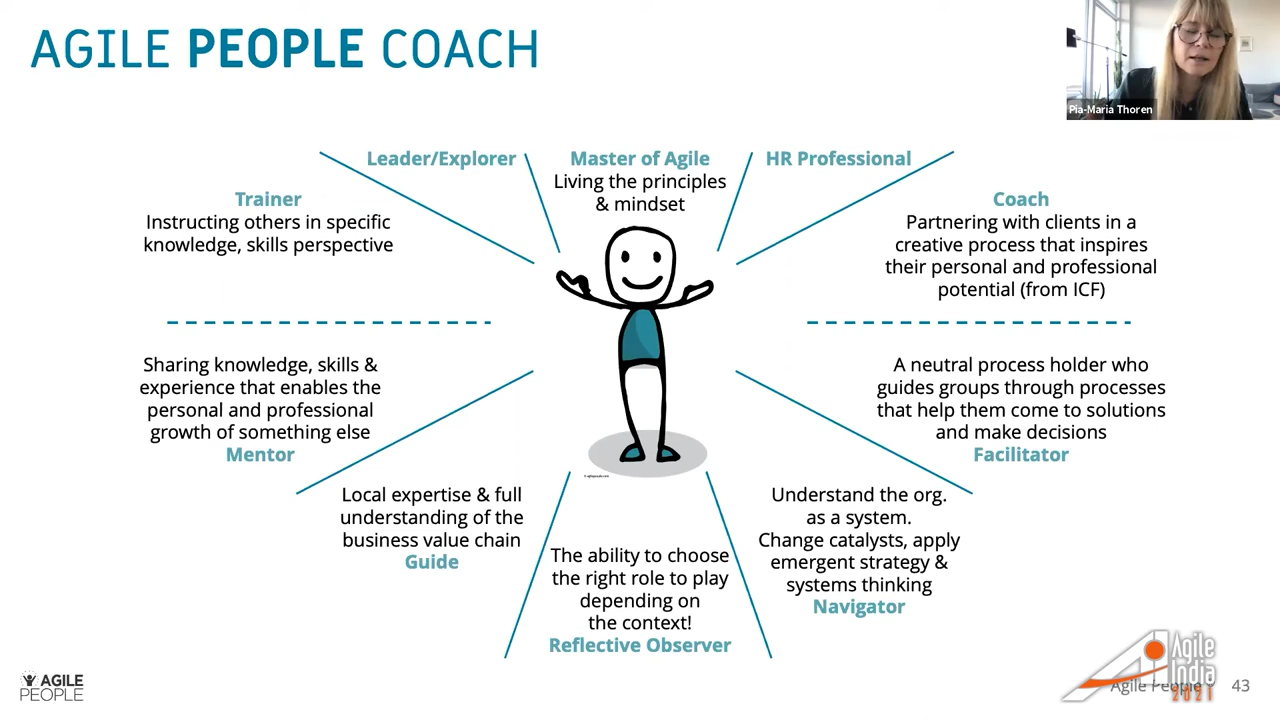 AGILE PEOPLE COACH
Pia-Maria Thoren
Leader/Explorer
Master of Agile
Living the principles
& mindset
HR Professional
Trainer
Instructing others in specific
knowledge, skills perspective
Coach
Partnering with clients in a
creative process that inspires
their personal and professional
potential (from ICF)
Sharing knowledge, skills &
experience that enables the
personal and professional
growth of something else
Mentor
A neutral process holder who
guides groups through processes
that help them come to solutions
and make decisions
Facilitator
Local expertise & full
understanding of the
business value chain
Guide
The ability to choose
the right role to play
depending on
the context!
Reflective Observer
Understand the org.
as a system.
Change catalysts, apply
emergent strategy &
systems thinking
Navigator
AGILE
PEOPLE
Agile
India
2021
Agile People
43